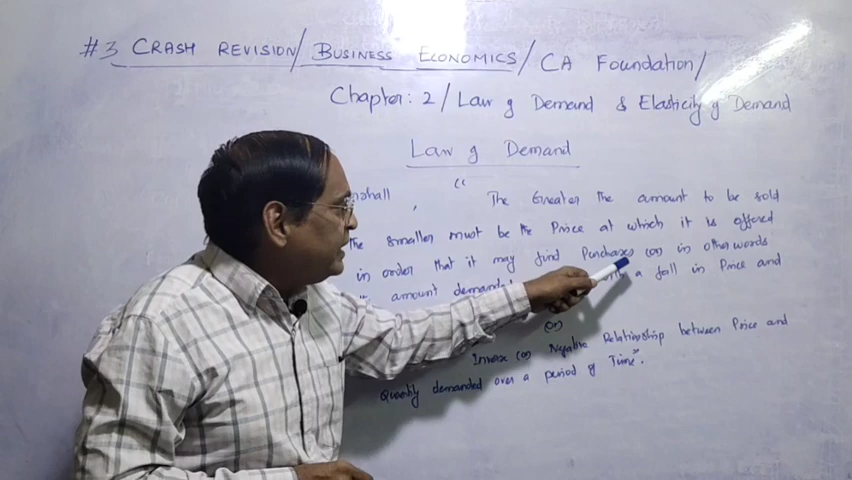 #3 CRASH REVISION/ BUSINESS ECONOMICS/ CA FOUNDATION/
Chapter: 2/ Law of Demand & Elasticity of Demand
Law of Demand
shall , " The Greater the amount to be sold
the smaller must be the Price at which it is offered
in order that it may find Purchases (or) in other words
amount demanded a fall in Price and
(or)
Inverse (or) Negative Relationship between Price and
Quantity demanded over a period of Time".